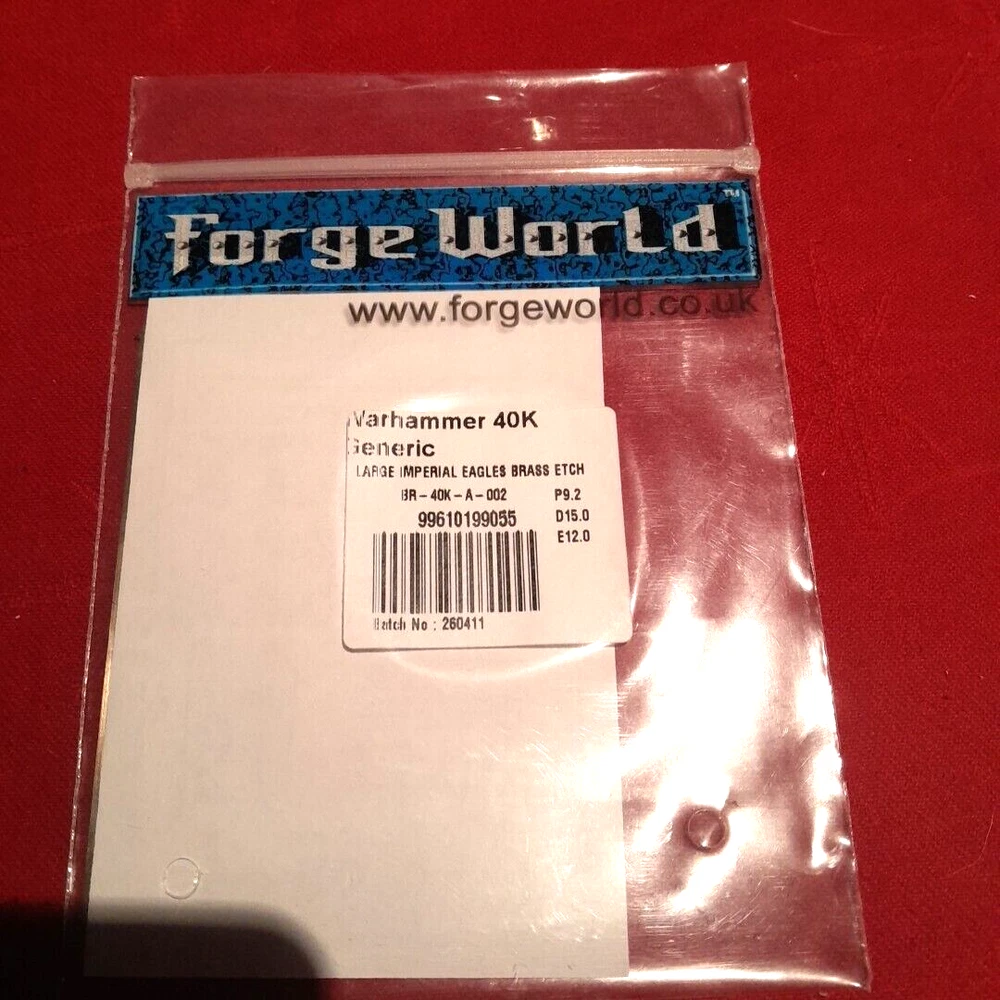 Forge World
TM
www.forgeworld.co.uk
Warhammer 40K
Generic
LARGE IMPERIAL EAGLES BRASS ETCH
BR-40K-A-002 P9.2
99610199055 D15.0
E12.0
Batch No : 260411